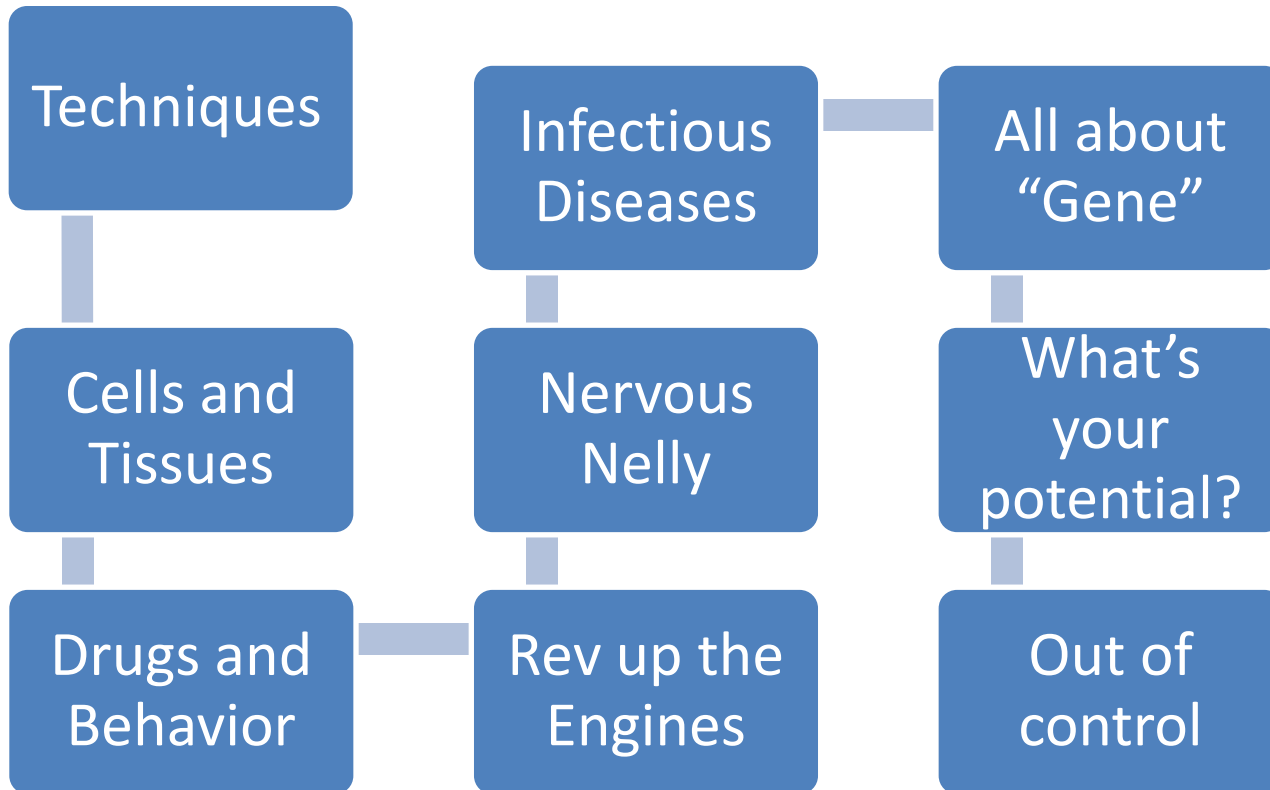 Techniques
Cells and
Tissues
Drugs and
Behavior
Rev up the
Engines
Nervous
Nelly
Infectious
Diseases
All about
“Gene”
What’s
your
potential?
Out of
control